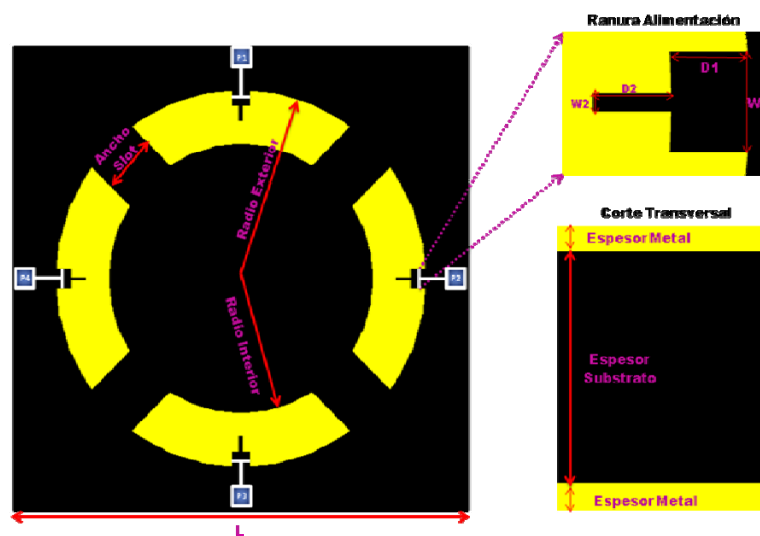 Ranura Alimentación
P1
D1
D2
W2
W
Ancho
Slot
Radio Exterior
P4
P2
Radio Interior
P3
L
Corte Transversal
Espesor Metal
Espesor
Substrato
Espesor Metal